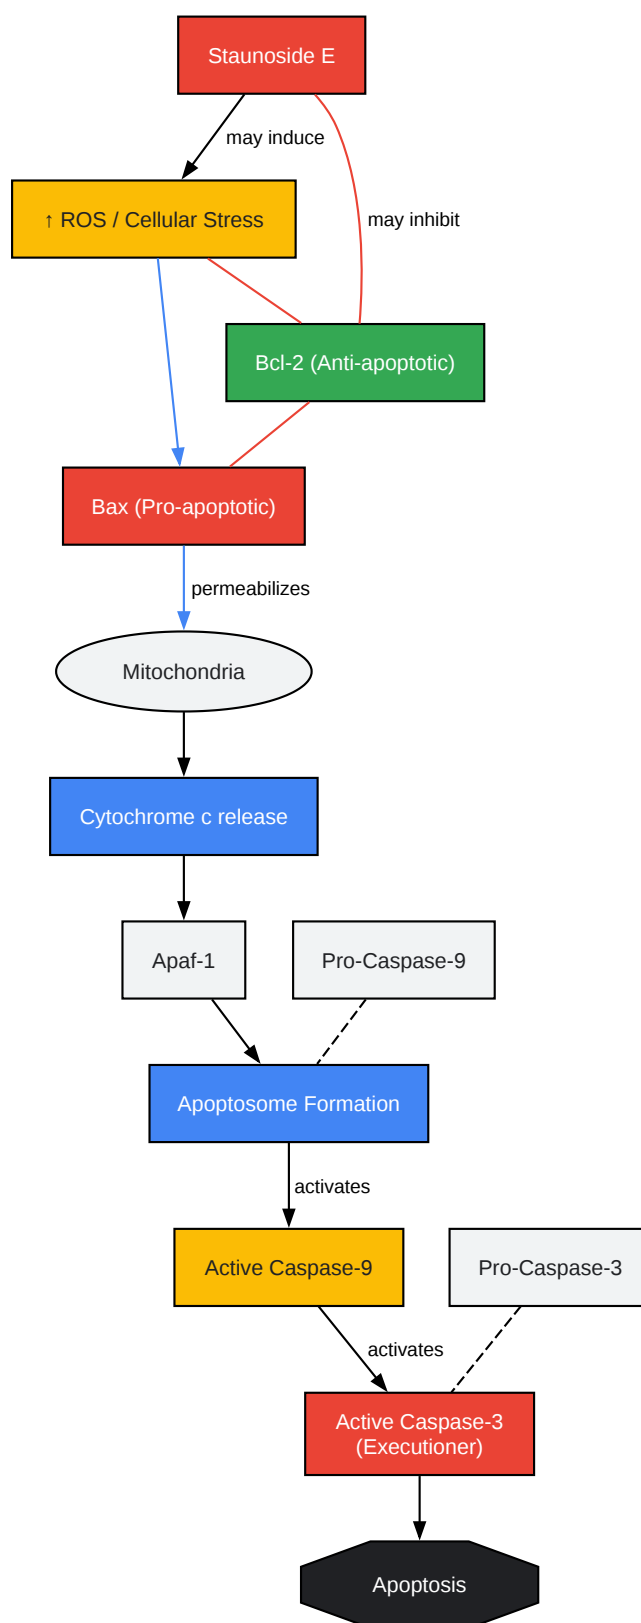 Staunoside E
may induce
↑ ROS / Cellular Stress
may inhibit
Bcl-2 (Anti-apoptotic)
Bax (Pro-apoptotic)
permeabilizes
Mitochondria
Cytochrome c release
Apaf-1
Pro-Caspase-9
Apoptosome Formation
activates
Active Caspase-9
Pro-Caspase-3
activates
Active Caspase-3
(Executioner)
Apoptosis